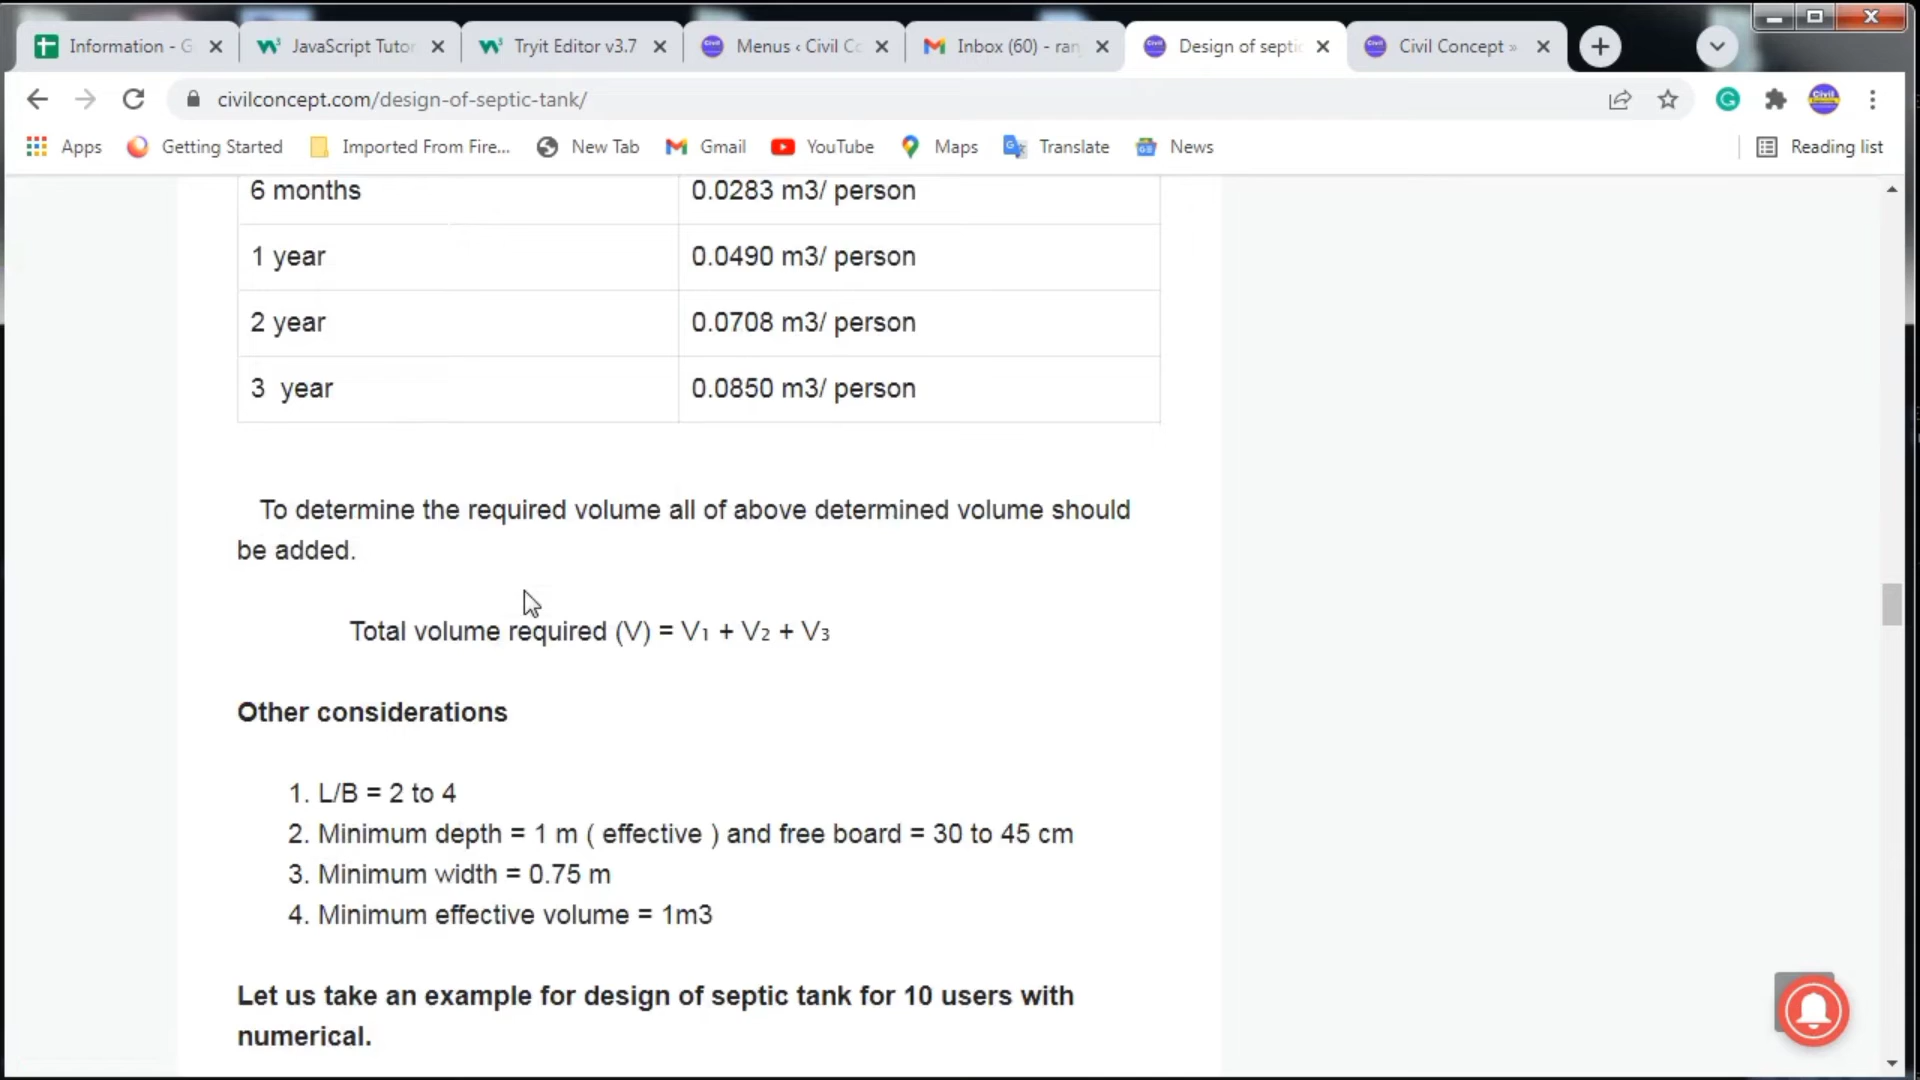 Information - G
JavaScript Tutor
Tryit Editor v3.7
Menus ‹ Civil Co
Inbox (60) - ran
Design of septi
Civil Concept »
civilconcept.com/design-of-septic-tank/
Apps
Getting Started
Imported From Fire...
New Tab
Gmail
YouTube
Maps
Translate
News
Reading list
6 months 0.0283 m3/ person
1 year 0.0490 m3/ person
2 year 0.0708 m3/ person
3 year 0.0850 m3/ person
To determine the required volume all of above determined volume should
be added.
Total volume required (V) = V1 + V2 + V3
Other considerations
1. L/B = 2 to 4
2. Minimum depth = 1 m ( effective ) and free board = 30 to 45 cm
3. Minimum width = 0.75 m
4. Minimum effective volume = 1m3
Let us take an example for design of septic tank for 10 users with
numerical.